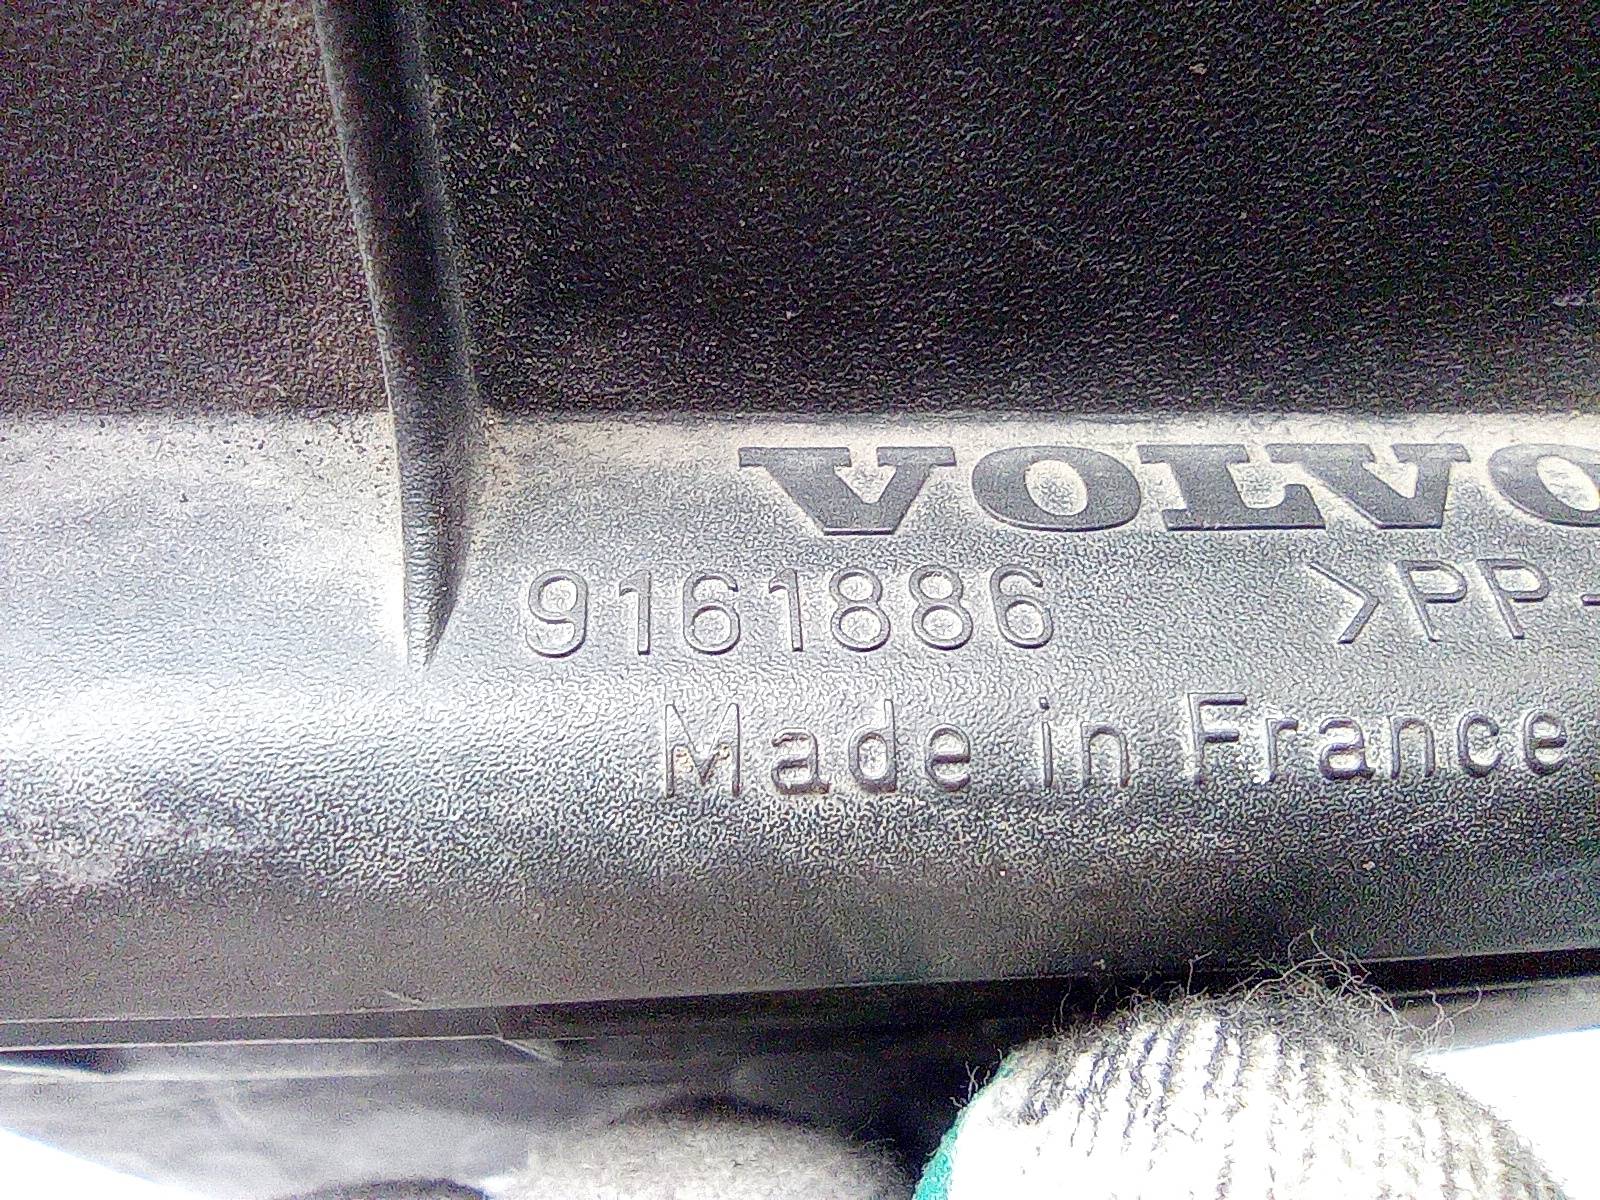 VOLVO
9161886 >PP-
Made in France